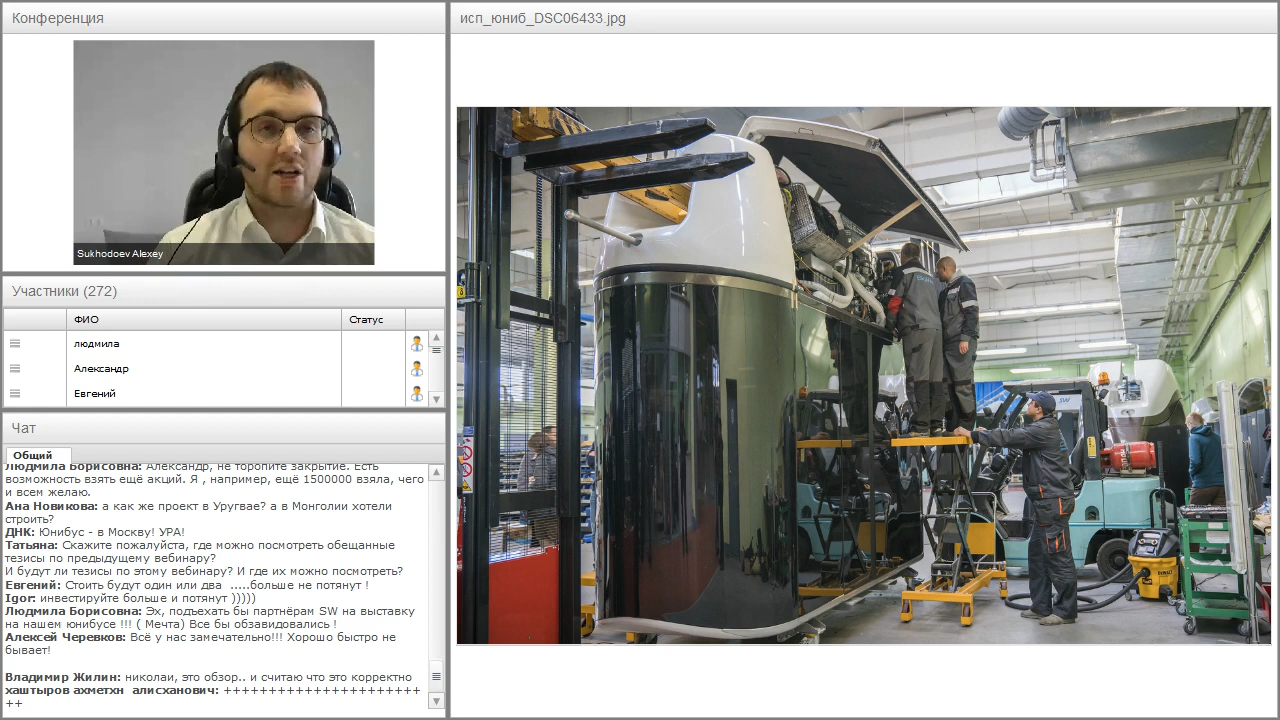 Конференция
Sukhodoev Alexey
Участники (272)
ФИО Статус
людмила
Александр
Евгений
Чат
Общий
Людмила Борисовна: Александр, не торопите закрытие. Есть
возможность взять ещё акций. Я , например, ещё 1500000 взяла, чего
и всем желаю.
Ана Новикова: а как же проект в Уругвае? а в Монголии хотели
строить?
ДНК: Юнибус - в Москву! УРА!
Татьяна: Скажите пожалуйста, где можно посмотреть обещанные
тезисы по предыдущему вебинару?
И будут ли тезисы по этому вебинару? И где их можно посмотреть?
Евгений: Стоить будут один или два .....больше не потянут !
Igor: инвестируйте больше и потянут )))))
Людмила Борисовна: Эх, подъехать бы партнёрам SW на выставку
на нашем юнибусе !!! ( Мечта) Все бы обзавидовались !
Алексей Черевков: Всё у нас замечательно!!! Хорошо быстро не
бывает!
Владимир Жилин: николаи, это обзор.. и считаю что это корректно
хаштыров ахметхн алисханович: +++++++++++++++++++++++
++
исп_юниб_DSC06433.jpg
SW
DEWALT